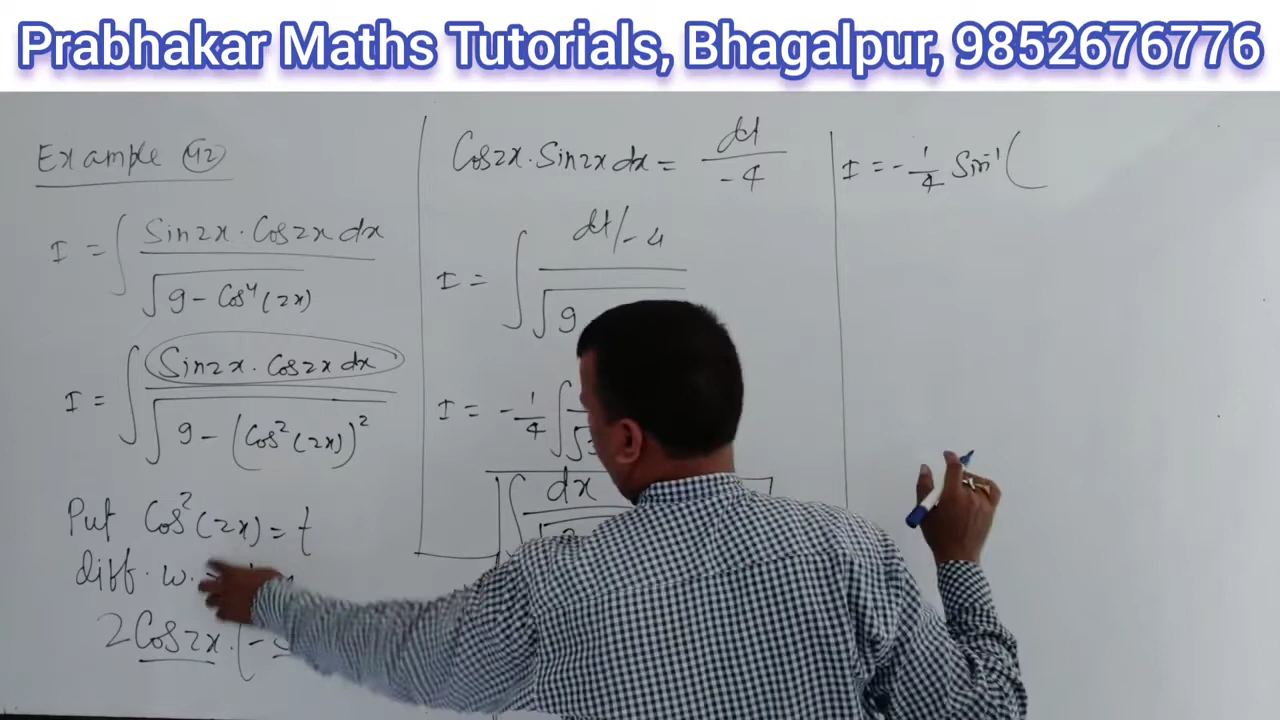 Prabhakar Maths Tutorials, Bhagalpur, 9852676776
Example 42
I = ∫ Sin2x · Cos2x dx / √9 - Cos⁴(2x)
I = ∫ Sin2x · Cos2x dx / √9 - (Cos²(2x))²
Put Cos²(2x) = t
diff. w.
2Cos2x · (-
Cos2x · Sin2x dx = dt / -4
I = ∫ dt/-4 / √9
I = -1/4 ∫
∫ dx
I = -1/4 Sin⁻¹(